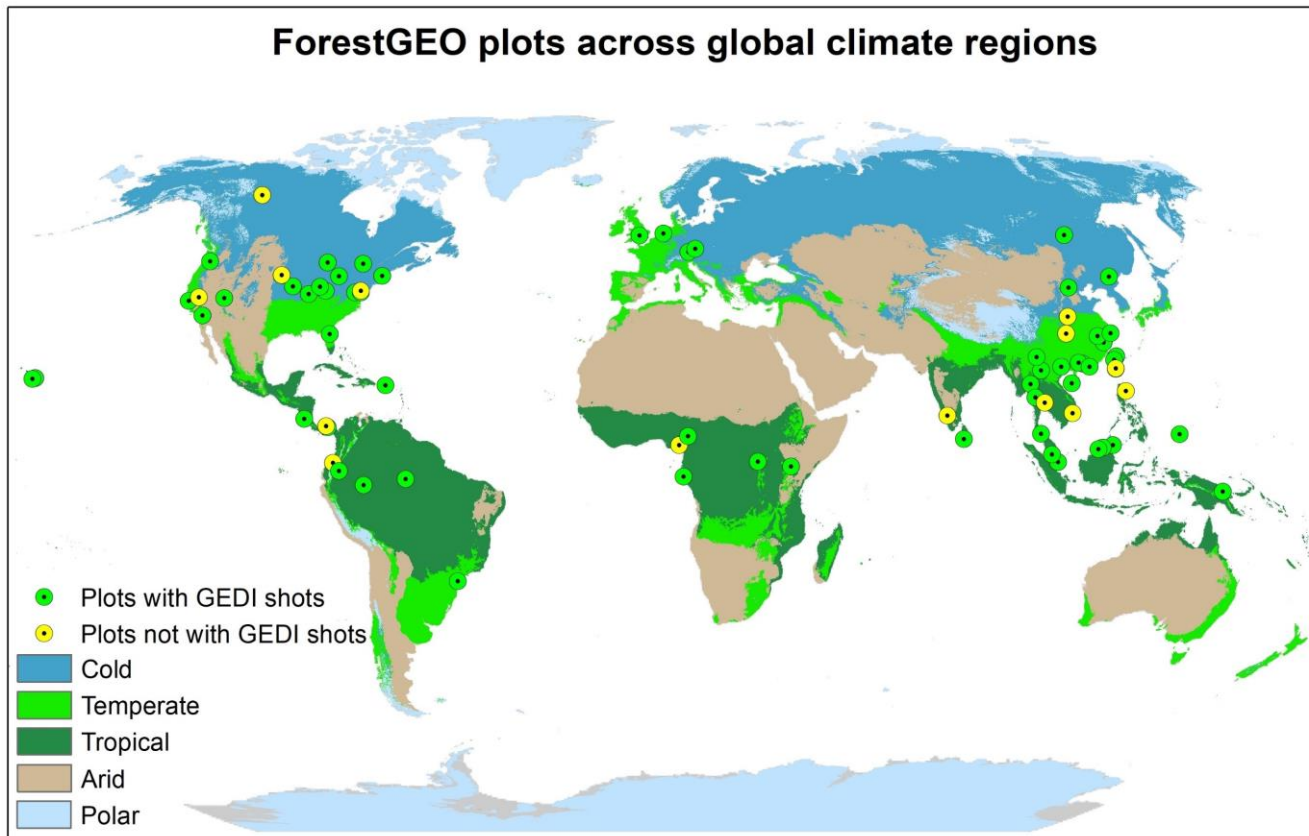 ForestGEO plots across global climate regions
Plots with GEDI shots
Plots not with GEDI shots
Cold
Temperate
Tropical
Arid
Polar